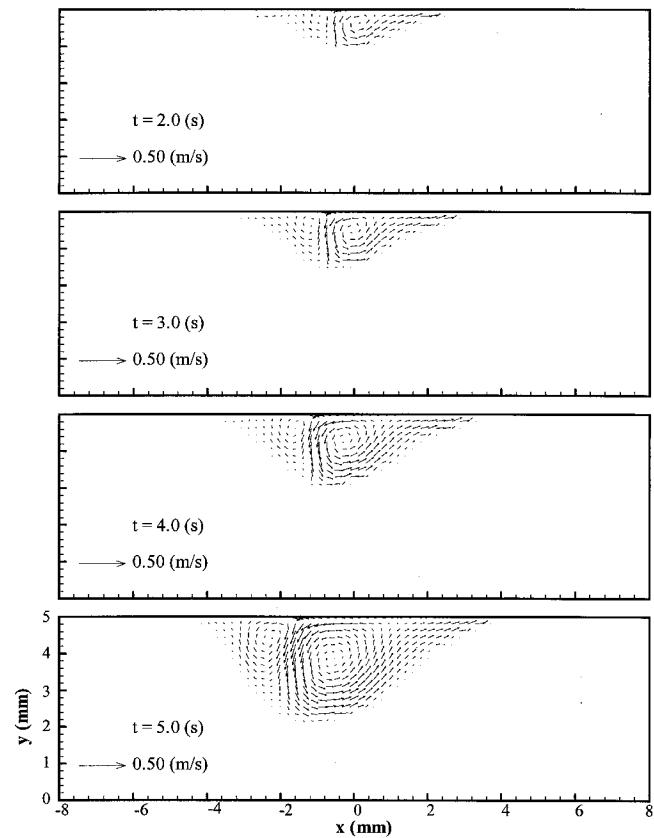 t = 2.0 (s)
0.50 (m/s)
t = 3.0 (s)
0.50 (m/s)
t = 4.0 (s)
0.50 (m/s)
5
4
3
2
1
0
y (mm)
t = 5.0 (s)
0.50 (m/s)
-8 -6 -4 -2 0 2 4 6 8
x (mm)